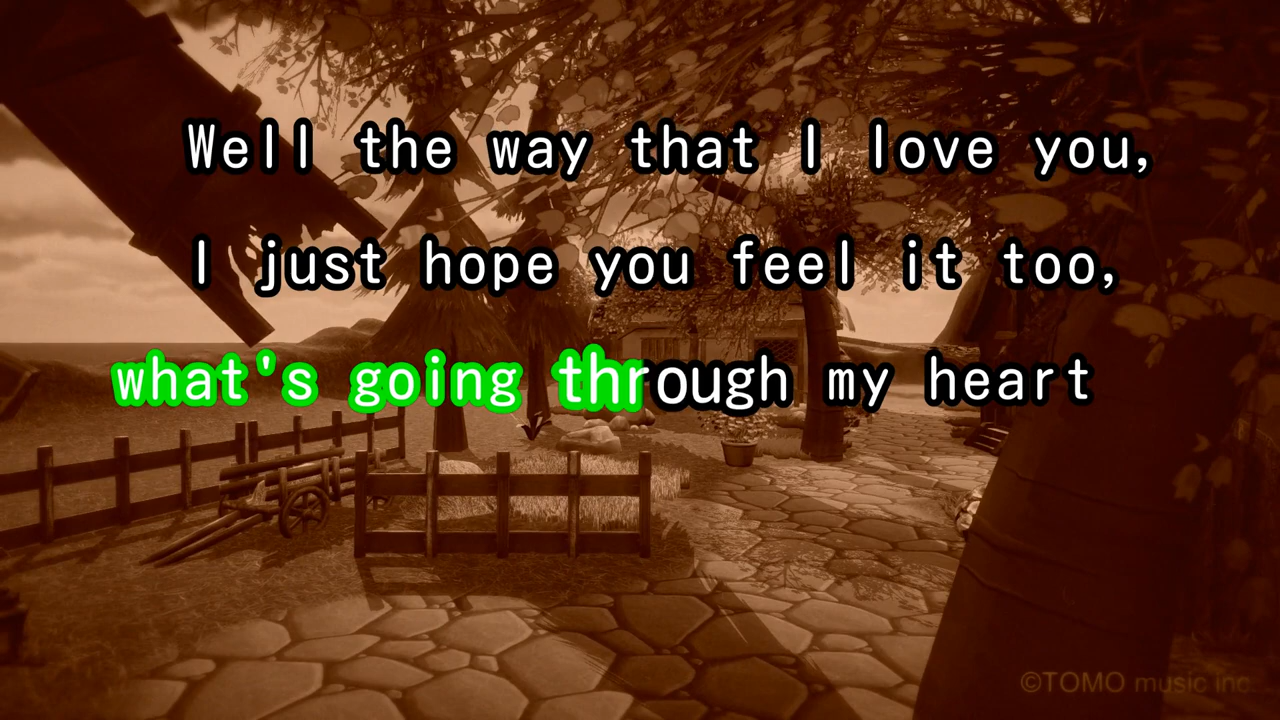 Well the way that I love you,
I just hope you feel it too,
what's going through my heart
©TOMO music inc.